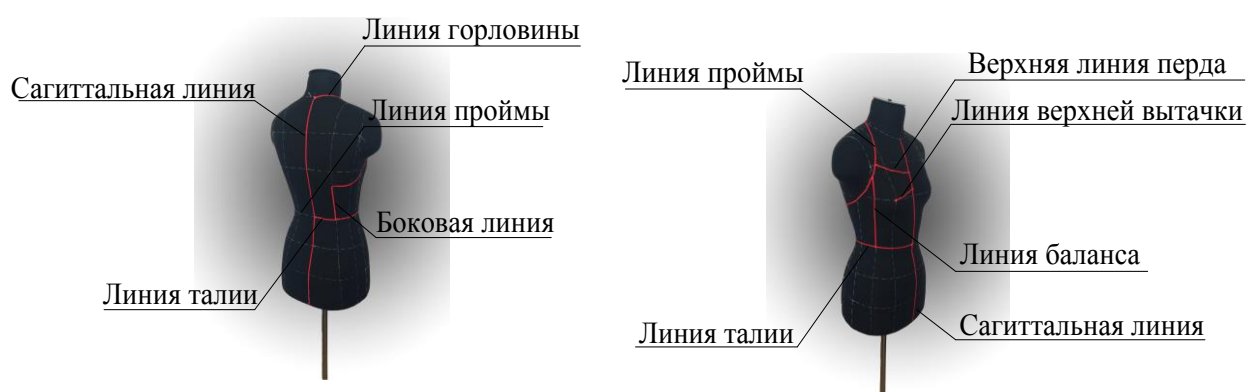 Линия горловины
Сагиттальная линия
Линия проймы
Боковая линия
Линия талии
Линия проймы
Верхняя линия перда
Линия верхней вытачки
Линия баланса
Линия талии
Сагиттальная линия